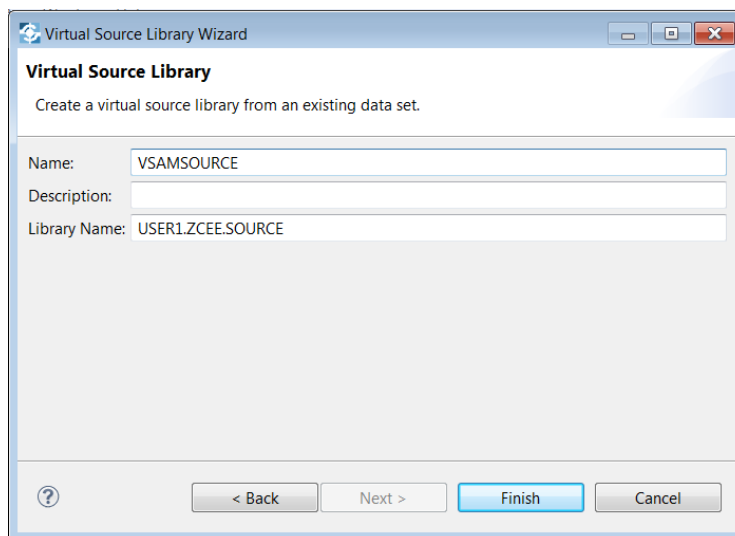 Virtual Source Library Wizard
Virtual Source Library
Create a virtual source library from an existing data set.
Name: VSAMSOURCE
Description:
Library Name: USER1.ZCEE.SOURCE
? < Back Next > Finish Cancel